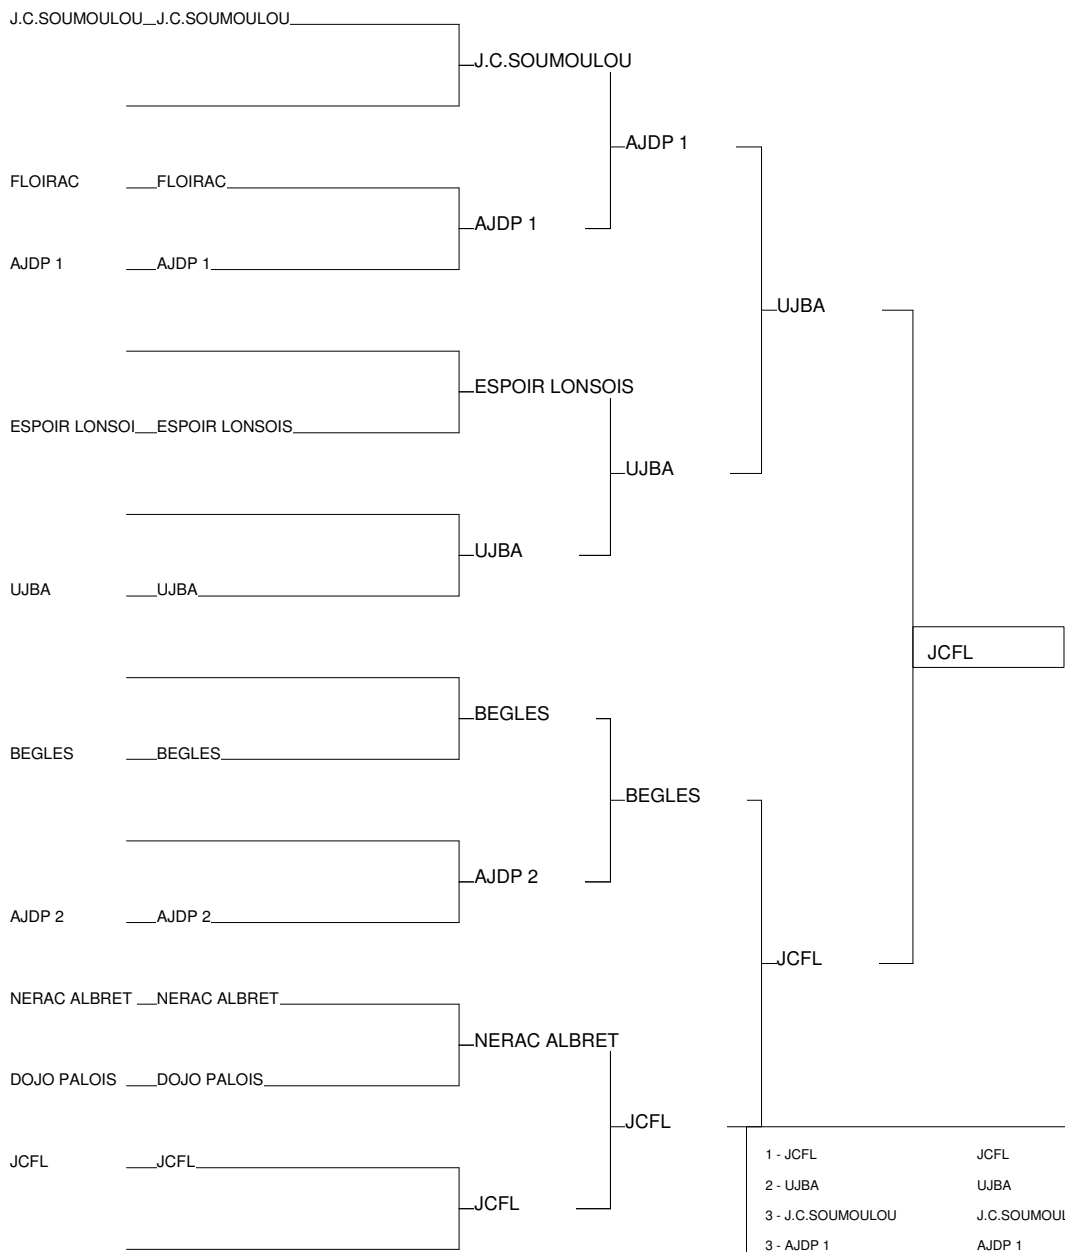 J.C.SOUMOULOU J.C.SOUMOULOU
J.C.SOUMOULOU
AJDP 1
FLOIRAC FLOIRAC
AJDP 1
AJDP 1 AJDP 1
UJBA
ESPOIR LONSOIS
ESPOIR LONSOI ESPOIR LONSOIS
UJBA
UJBA
UJBA UJBA
JCFL
BEGLES
BEGLES BEGLES
BEGLES
AJDP 2
AJDP 2 AJDP 2
JCFL
NERAC ALBRET NERAC ALBRET
NERAC ALBRET
DOJO PALOIS DOJO PALOIS
JCFL
JCFL JCFL
JCFL
1 - JCFL JCFL
2 - UJBA UJBA
3 - J.C.SOUMOULOU J.C.SOUMOUL
3 - AJDP 1 AJDP 1